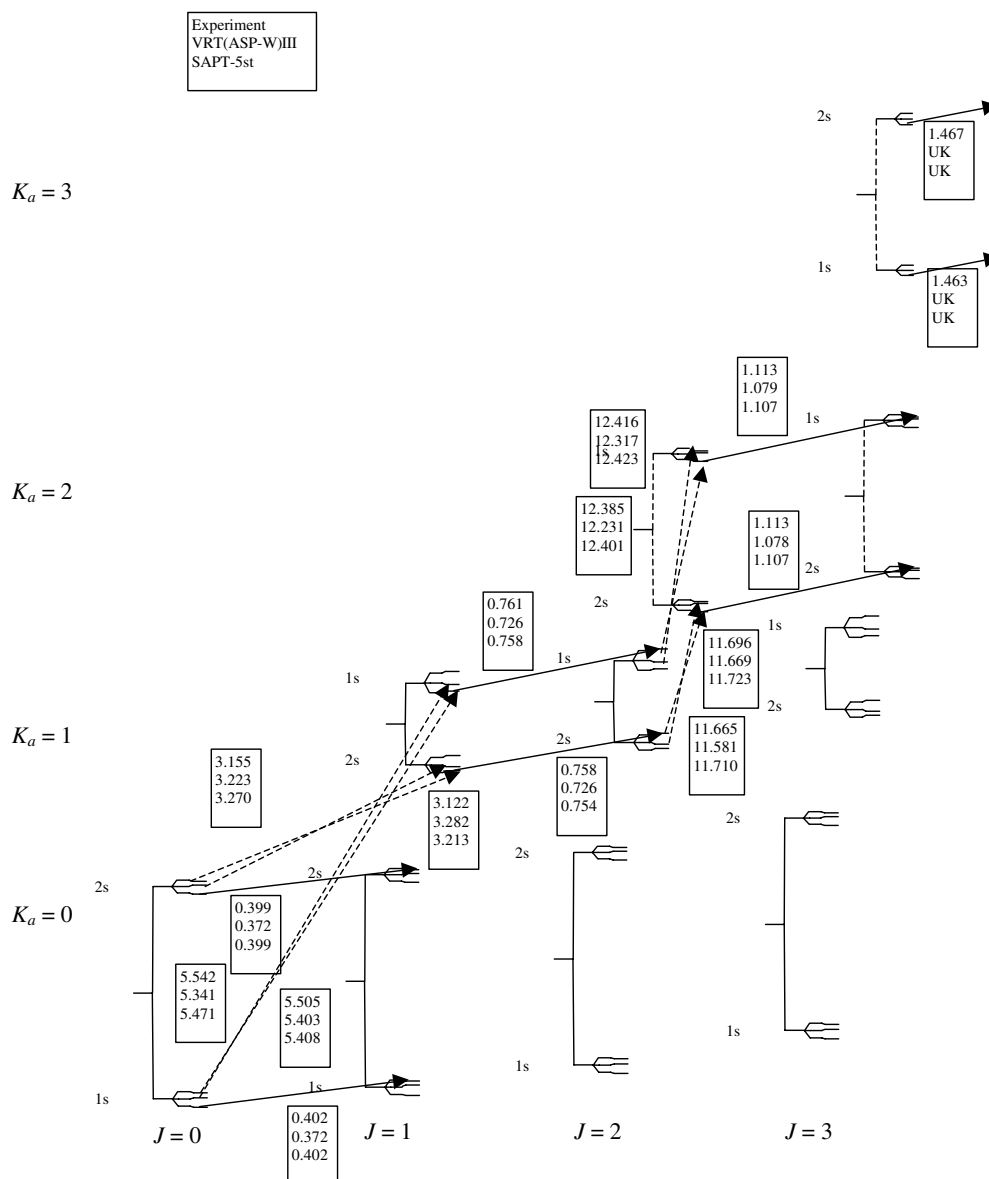 Experiment
VRT(ASP-W)III
SAPT-5st
2s
1.467
UK
UK
K_a = 3
1s
1.463
UK
UK
1.113
1.079
1.107
1s
12.416
12.317
12.423
1s
K_a = 2
12.385
12.231
12.401
1.113
1.078
1.107
2s
2s
0.761
0.726
0.758
1s
11.696
11.669
11.723
1s
1s
2s
K_a = 1
2s
2s
11.665
11.581
11.710
3.155
3.223
3.270
0.758
0.726
0.754
3.122
3.282
3.213
2s
2s
2s
2s
K_a = 0
0.399
0.372
0.399
5.542
5.341
5.471
5.505
5.403
5.408
1s
1s
1s
1s
0.402
0.372
0.402
J = 0
J = 1
J = 2
J = 3